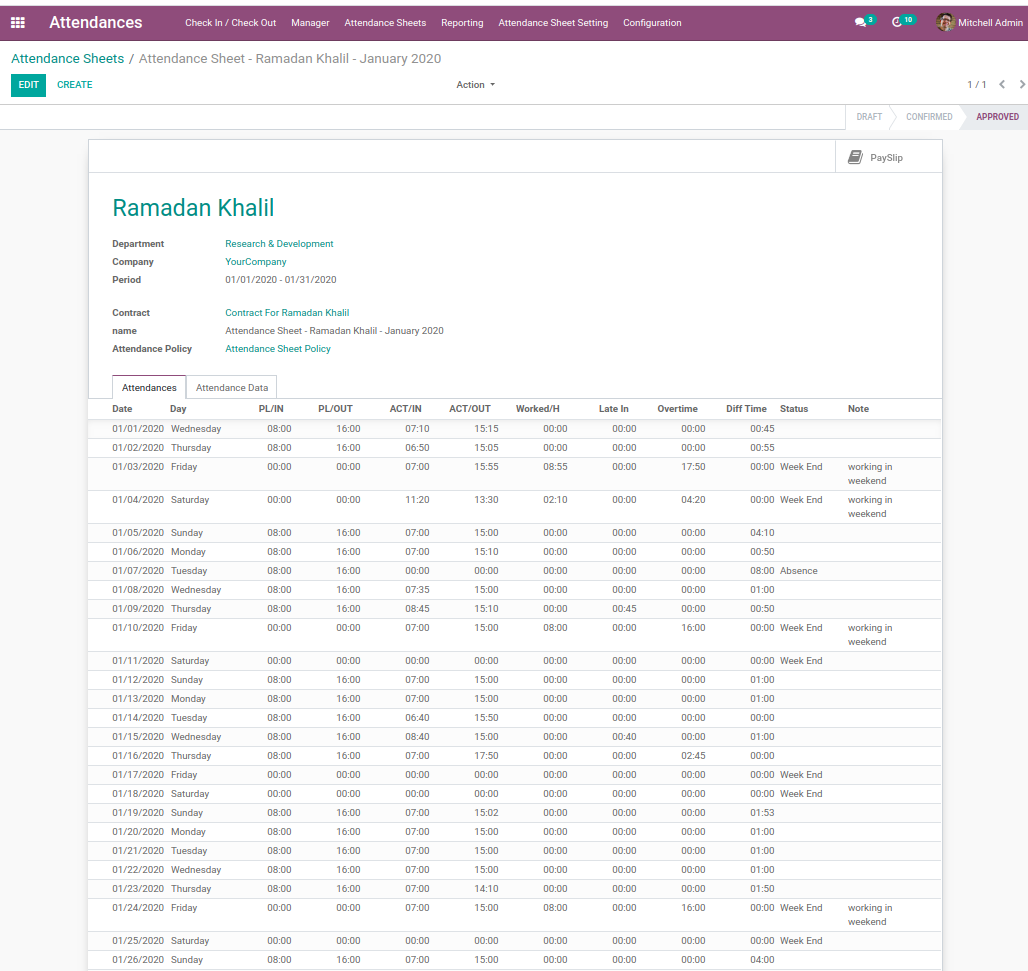 Attendances Check In / Check Out Manager Attendance Sheets Reporting Attendance Sheet Setting Configuration 3 10 Mitchell Admin
Attendance Sheets / Attendance Sheet - Ramadan Khalil - January 2020
EDIT CREATE Action 1 / 1
DRAFT CONFIRMED APPROVED
PaySlip
Ramadan Khalil
Department Research & Development
Company YourCompany
Period 01/01/2020 - 01/31/2020
Contract Contract For Ramadan Khalil
name Attendance Sheet - Ramadan Khalil - January 2020
Attendance Policy Attendance Sheet Policy
Attendances Attendance Data
Date Day PL/IN PL/OUT ACT/IN ACT/OUT Worked/H Late In Overtime Diff Time Status Note
01/01/2020 Wednesday 08:00 16:00 07:10 15:15 00:00 00:00 00:00 00:45
01/02/2020 Thursday 08:00 16:00 06:50 15:05 00:00 00:00 00:00 00:55
01/03/2020 Friday 00:00 00:00 07:00 15:55 08:55 00:00 17:50 00:00 Week End working in
weekend
01/04/2020 Saturday 00:00 00:00 11:20 13:30 02:10 00:00 04:20 00:00 Week End working in
weekend
01/05/2020 Sunday 08:00 16:00 07:00 15:00 00:00 00:00 00:00 04:10
01/06/2020 Monday 08:00 16:00 07:00 15:10 00:00 00:00 00:00 00:50
01/07/2020 Tuesday 08:00 16:00 00:00 00:00 00:00 00:00 00:00 08:00 Absence
01/08/2020 Wednesday 08:00 16:00 07:35 15:00 00:00 00:00 00:00 01:00
01/09/2020 Thursday 08:00 16:00 08:45 15:10 00:00 00:45 00:00 00:50
01/10/2020 Friday 00:00 00:00 07:00 15:00 08:00 00:00 16:00 00:00 Week End working in
weekend
01/11/2020 Saturday 00:00 00:00 00:00 00:00 00:00 00:00 00:00 00:00 Week End
01/12/2020 Sunday 08:00 16:00 07:00 15:00 00:00 00:00 00:00 01:00
01/13/2020 Monday 08:00 16:00 07:00 15:00 00:00 00:00 00:00 01:00
01/14/2020 Tuesday 08:00 16:00 06:40 15:50 00:00 00:00 00:00 00:00
01/15/2020 Wednesday 08:00 16:00 08:40 15:00 00:00 00:40 00:00 01:00
01/16/2020 Thursday 08:00 16:00 07:00 17:50 00:00 00:00 02:45 00:00
01/17/2020 Friday 00:00 00:00 00:00 00:00 00:00 00:00 00:00 00:00 Week End
01/18/2020 Saturday 00:00 00:00 00:00 00:00 00:00 00:00 00:00 00:00 Week End
01/19/2020 Sunday 08:00 16:00 07:00 15:02 00:00 00:00 00:00 01:53
01/20/2020 Monday 08:00 16:00 07:00 15:00 00:00 00:00 00:00 01:00
01/21/2020 Tuesday 08:00 16:00 07:00 15:00 00:00 00:00 00:00 01:00
01/22/2020 Wednesday 08:00 16:00 07:00 15:00 00:00 00:00 00:00 01:00
01/23/2020 Thursday 08:00 16:00 07:00 14:10 00:00 00:00 00:00 01:50
01/24/2020 Friday 00:00 00:00 07:00 15:00 08:00 00:00 16:00 00:00 Week End working in
weekend
01/25/2020 Saturday 00:00 00:00 00:00 00:00 00:00 00:00 00:00 00:00 Week End
01/26/2020 Sunday 08:00 16:00 07:00 15:00 00:00 00:00 00:00 04:00